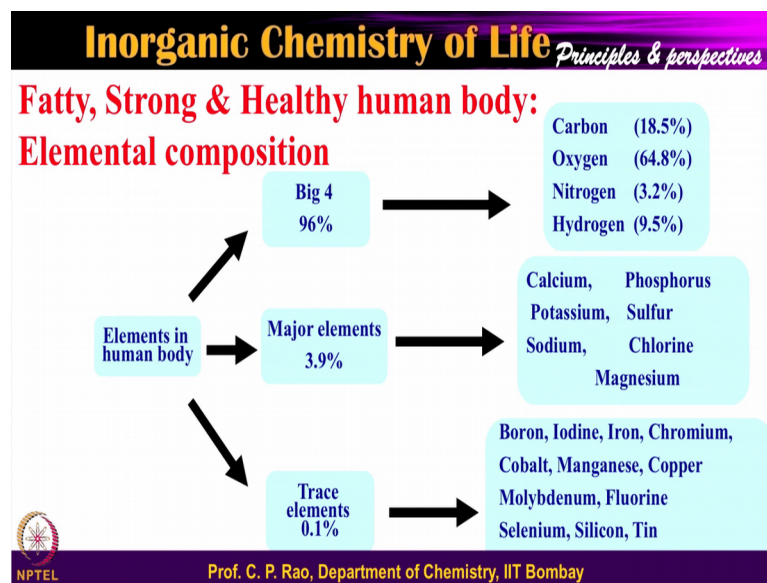 Inorganic Chemistry of Life Principles & perspectives
Fatty, Strong & Healthy human body:
Elemental composition
Elements in
human body
Big 4
96%
Carbon (18.5%)
Oxygen (64.8%)
Nitrogen (3.2%)
Hydrogen (9.5%)
Major elements
3.9%
Calcium, Phosphorus
Potassium, Sulfur
Sodium, Chlorine
Magnesium
Trace
elements
0.1%
Boron, Iodine, Iron, Chromium,
Cobalt, Manganese, Copper
Molybdenum, Fluorine
Selenium, Silicon, Tin
NPTEL
Prof. C. P. Rao, Department of Chemistry, IIT Bombay